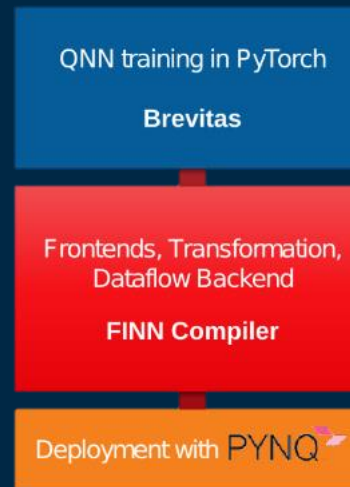 QNN training in PyTorch
Brevitas
Frontends, Transformation,
Dataflow Backend
FINN Compiler
Deployment with PYNQ